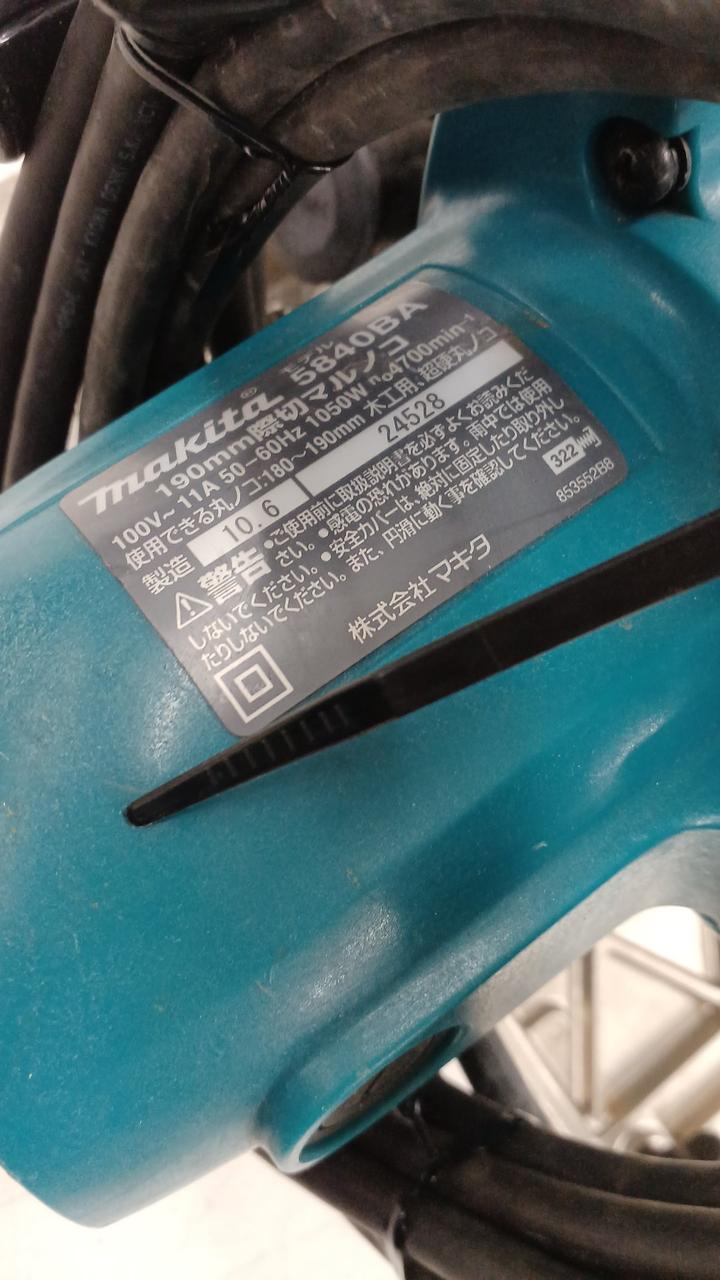 makita® モデル 5840BA
190mm際切マルノコ
100V~ 11A 50-60Hz 1050W n₀4700min⁻¹
使用できる丸ノコ:180~190mm 木工用、超硬丸ノコ
製造 10.6 24528
⚠警告 ●ご使用前に取扱説明書を必ずよくお読みくだ
さい。●感電の恐れがあります。雨中では使用
しないでください。●安全カバーは、絶対に固定したり取り外し
たりしないでください。また、円滑に動く事を確認してください。
322
株式会社マキタ
853552B8